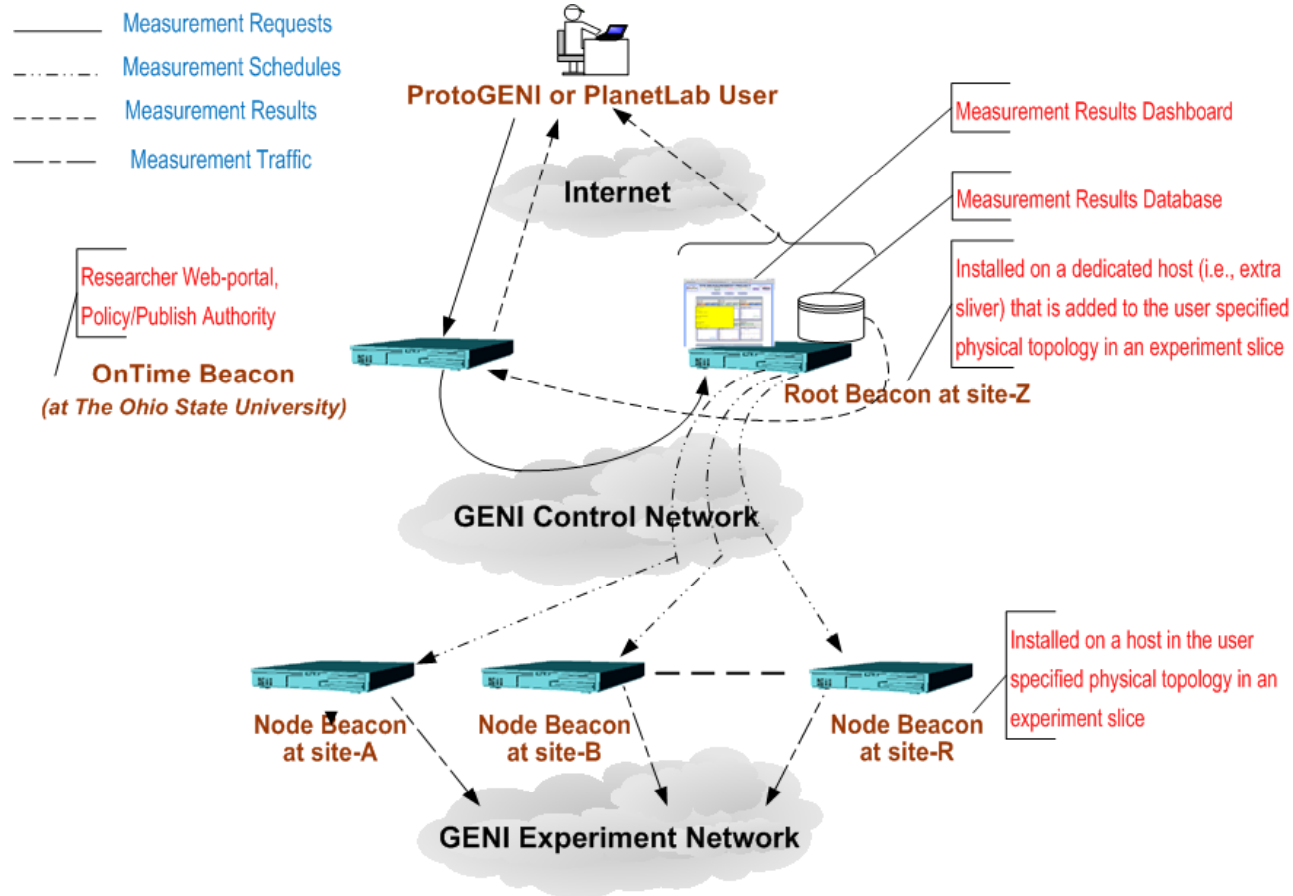 Measurement Requests
Measurement Schedules
Measurement Results
Measurement Traffic
ProtoGENI or PlanetLab User
Internet
Measurement Results Dashboard
Measurement Results Database
Installed on a dedicated host (i.e., extra
sliver) that is added to the user specified
physical topology in an experiment slice
Researcher Web-portal,
Policy/Publish Authority
OnTime Beacon
(at The Ohio State University)
Root Beacon at site-Z
GENI Control Network
Installed on a host in the user
specified physical topology in an
experiment slice
Node Beacon
at site-A
Node Beacon
at site-B
Node Beacon
at site-R
GENI Experiment Network